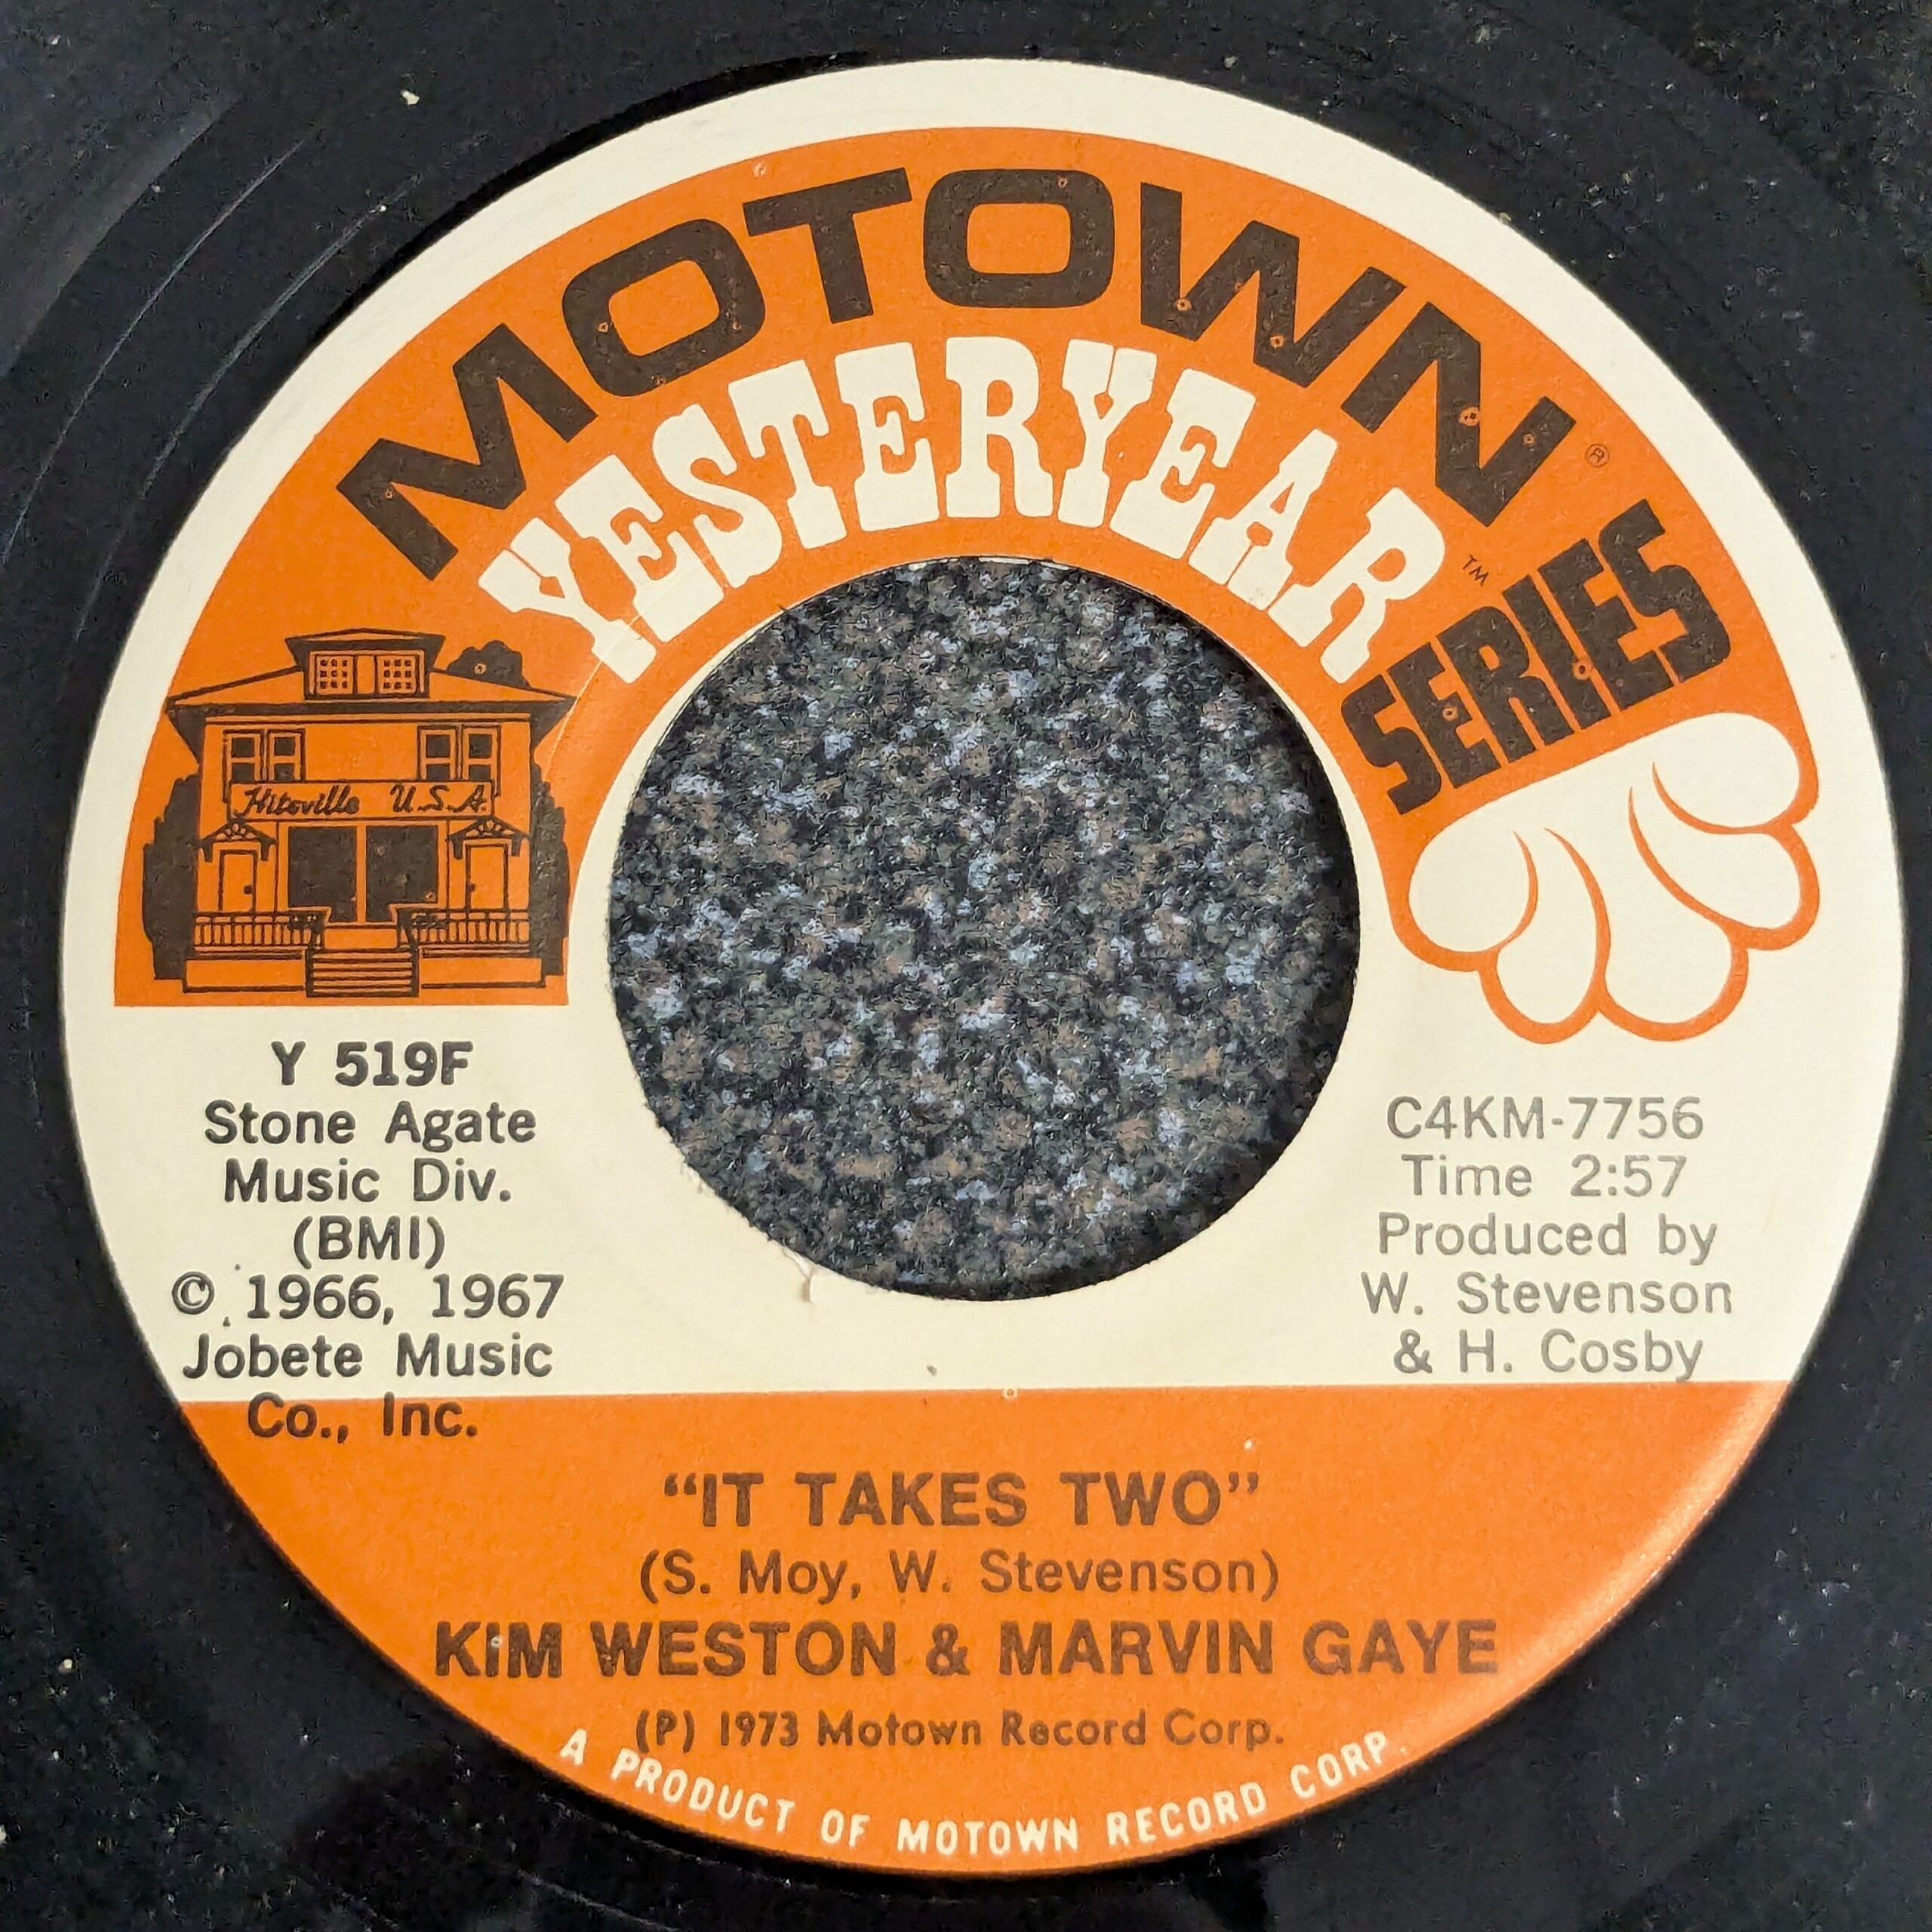 MOTOWN®
YESTERYEAR™
SERIES
Hitsville U.S.A.
Y 519F
Stone Agate
Music Div.
(BMI)
© 1966, 1967
Jobete Music
Co., Inc.
C4KM-7756
Time 2:57
Produced by
W. Stevenson
& H. Cosby
“IT TAKES TWO”
(S. Moy, W. Stevenson)
KIM WESTON & MARVIN GAYE
(P) 1973 Motown Record Corp.
A PRODUCT OF MOTOWN RECORD CORP.